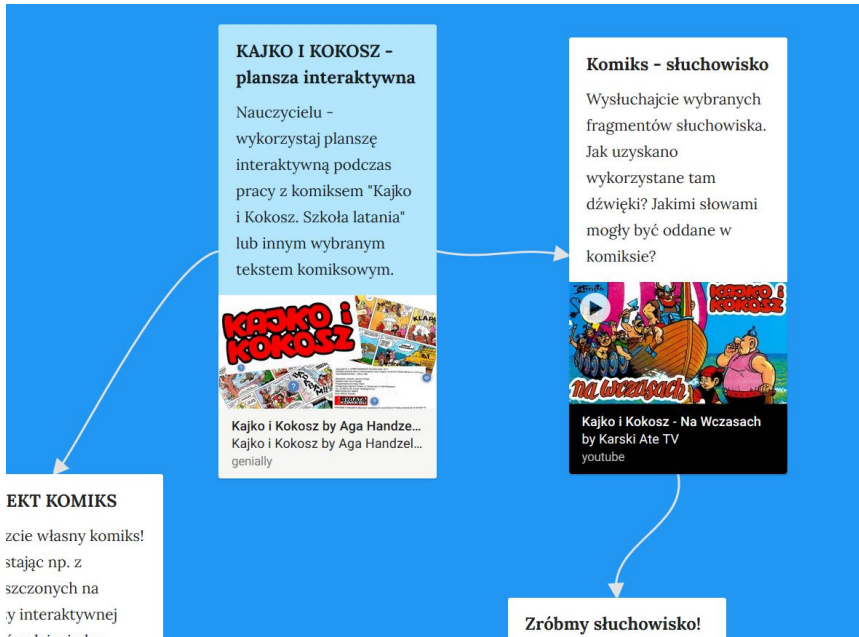 KAJKO I KOKOSZ -
plansza interaktywna
Nauczycielu -
wykorzystaj planszę
interaktywną podczas
pracy z komiksem "Kajko
i Kokosz. Szkoła latania"
lub innym wybranym
tekstem komiksowym.
KAJKO i
KOKOSZ
Kajko i Kokosz by Aga Handze...
Kajko i Kokosz by Aga Handzel...
genially
Komiks - słuchowisko
Wysłuchajcie wybranych
fragmentów słuchowiska.
Jak uzyskano
wykorzystane tam
dźwięki? Jakimi słowami
mogły być oddane w
komiksie?
KAJKO i
KOKOSZ
na wczasach
Kajko i Kokosz - Na Wczasach
by Karski Ate TV
youtube
EKT KOMIKS
zcie własny komiks!
stając np. z
szczonych na
y interaktywnej
Zróbmy słuchowisko!